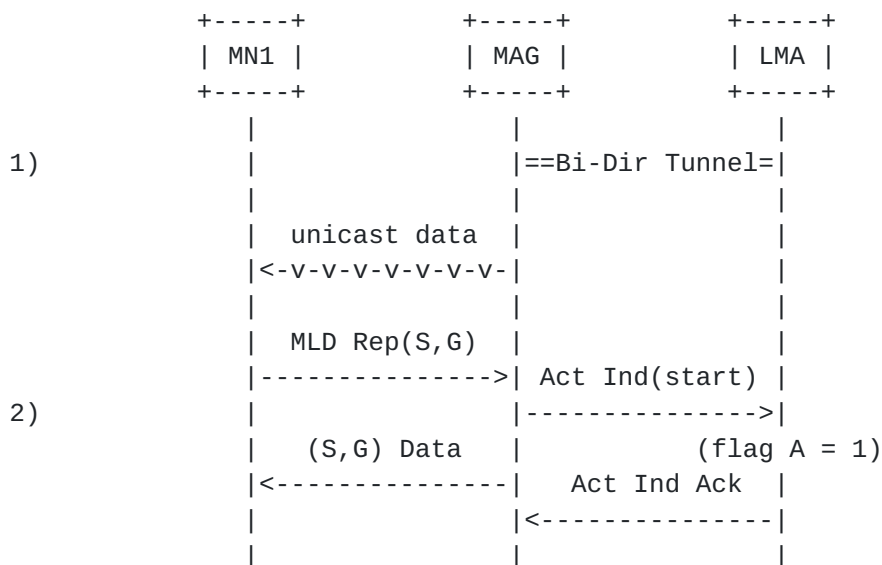 +-----+         +-----+         +-----+
| MN1 |         | MAG |         | LMA |
+-----+         +-----+         +-----+
   |               |               |
1)             |               |==Bi-Dir Tunnel=|
   |               |               |
   |  unicast data |               |
   |<-v-v-v-v-v-v-v-|               |
   |               |               |
   |  MLD Rep(S,G) |               |
   |-------------->| Act Ind(start) |
2)             |               |--------------->|
   |   (S,G) Data  |          (flag A = 1)
   |<---------------|   Act Ind Ack  |
   |               |<---------------|
   |               |               |